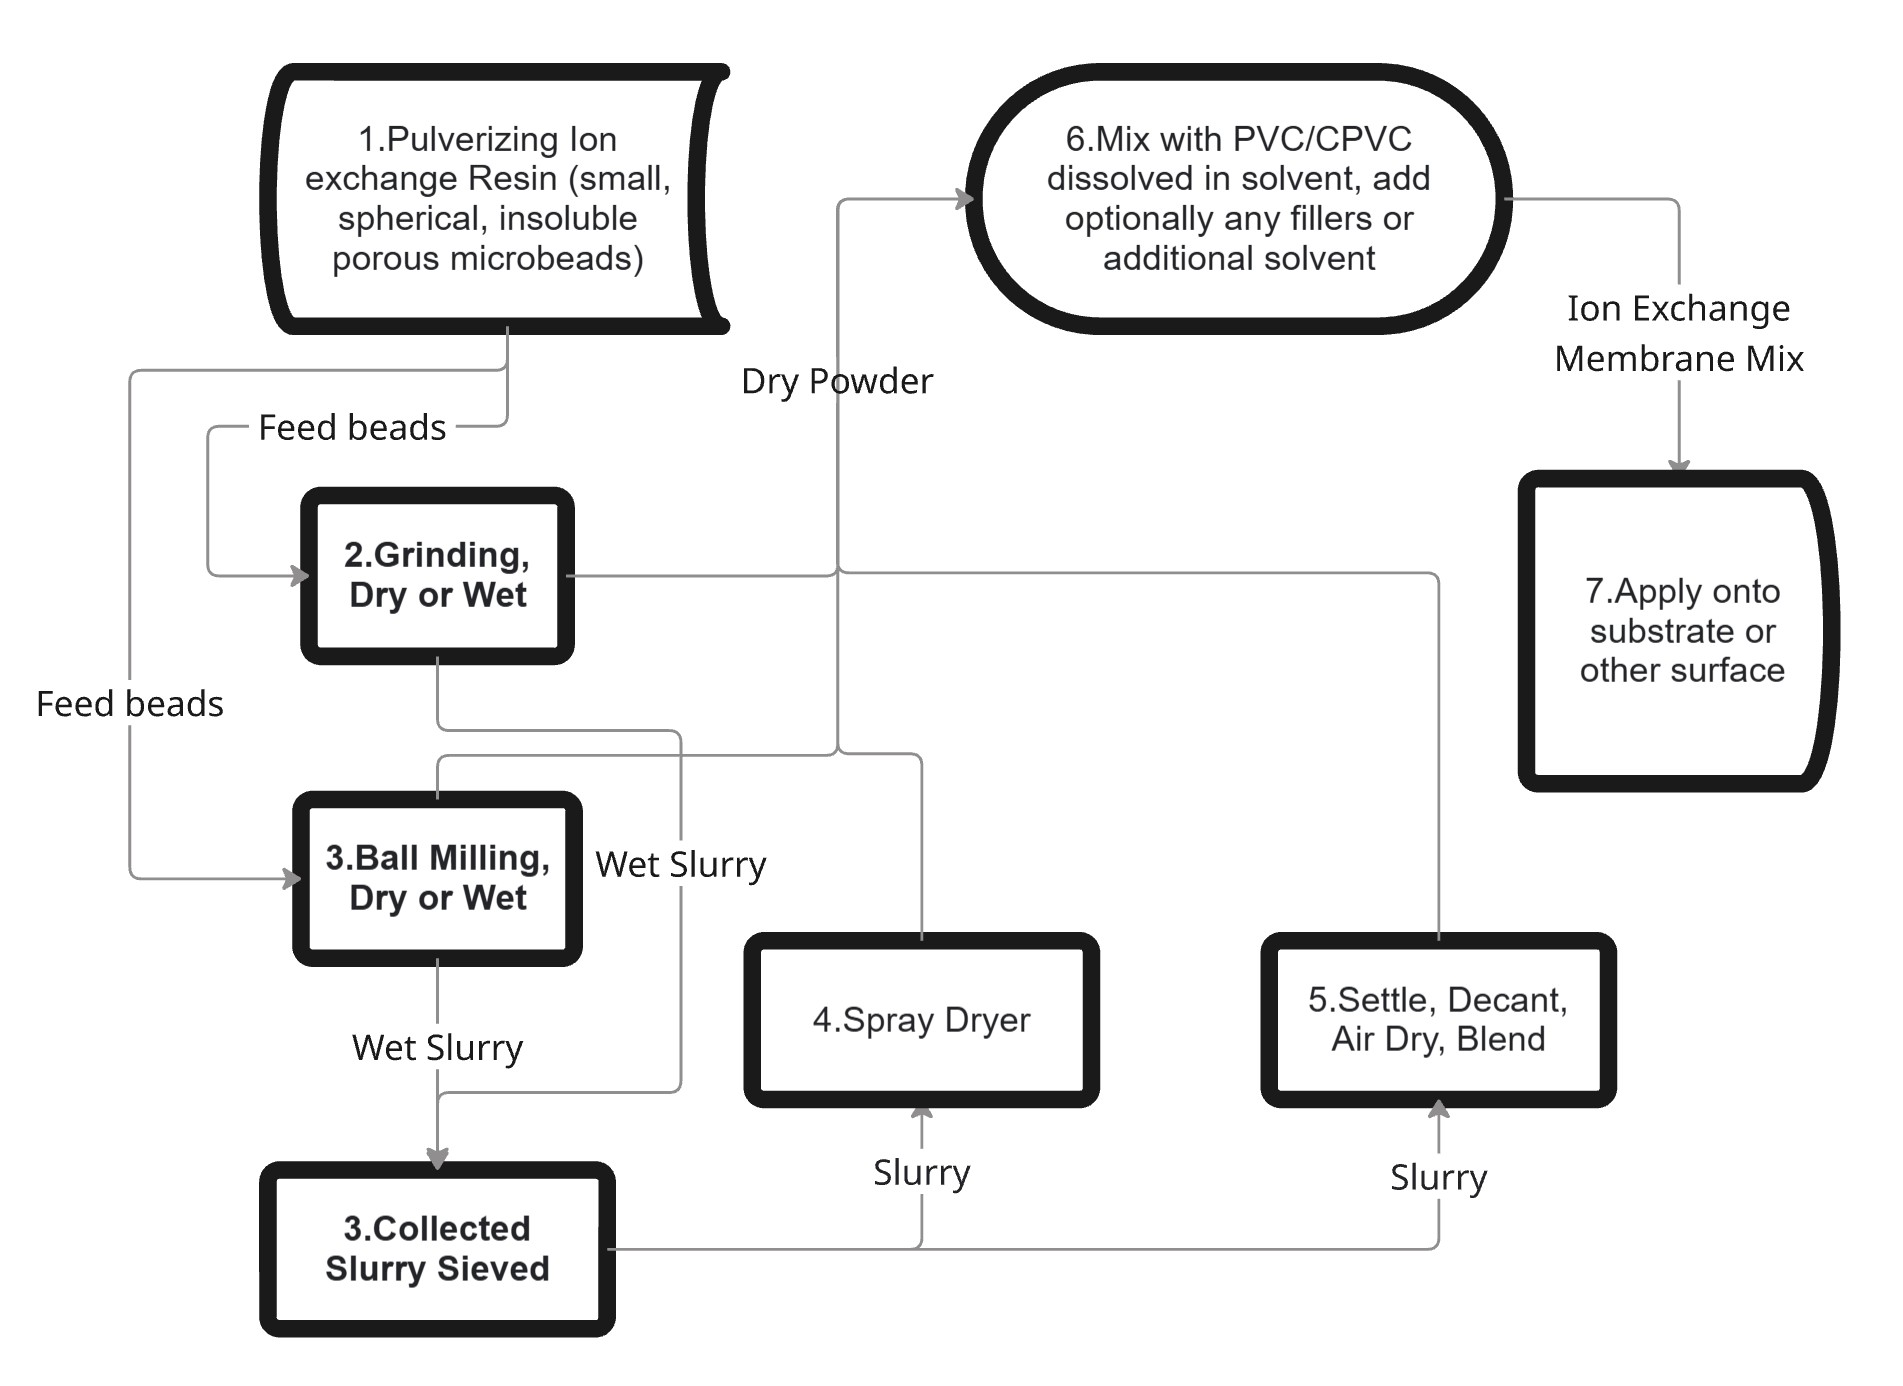 1.Pulverizing Ion
exchange Resin (small,
spherical, insoluble
porous microbeads)
6.Mix with PVC/CPVC
dissolved in solvent, add
optionally any fillers or
additional solvent
Ion Exchange
Membrane Mix
Dry Powder
Feed beads
2.Grinding,
Dry or Wet
7.Apply onto
substrate or
other surface
Feed beads
3.Ball Milling,
Dry or Wet
Wet Slurry
4.Spray Dryer
5.Settle, Decant,
Air Dry, Blend
Wet Slurry
Slurry
Slurry
3.Collected
Slurry Sieved